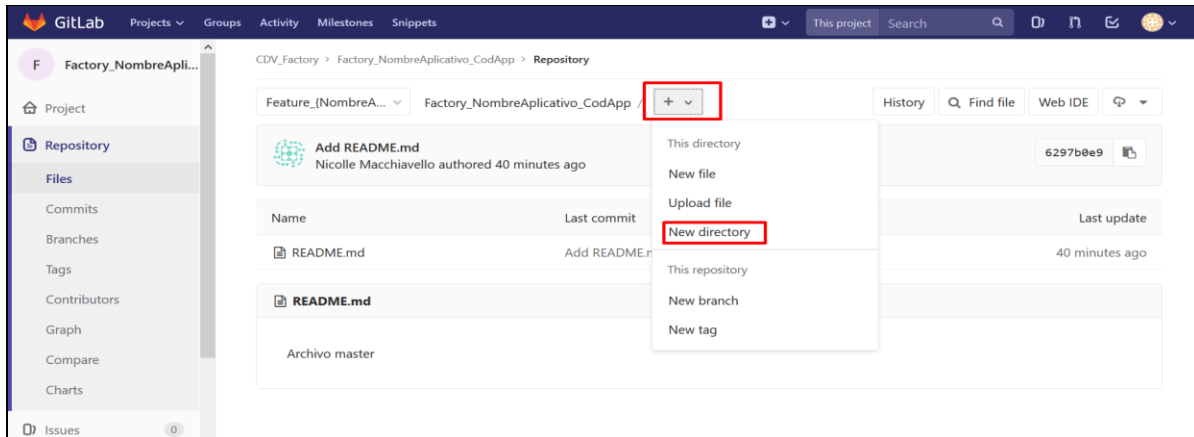 GitLab Projects Groups Activity Milestones Snippets This project Search
F Factory_NombreApli...
Project
Repository
Files
Commits
Branches
Tags
Contributors
Graph
Compare
Charts
Issues 0
CDV_Factory > Factory_NombreAplicativo_CodApp > Repository
Feature_(NombreA... Factory_NombreAplicativo_CodApp / + History Find file Web IDE
Add README.md
Nicolle Macchiavello authored 40 minutes ago
6297b0e9
This directory
New file
Upload file
New directory
This repository
New branch
New tag
Name Last commit Last update
README.md Add README.m 40 minutes ago
README.md
Archivo master